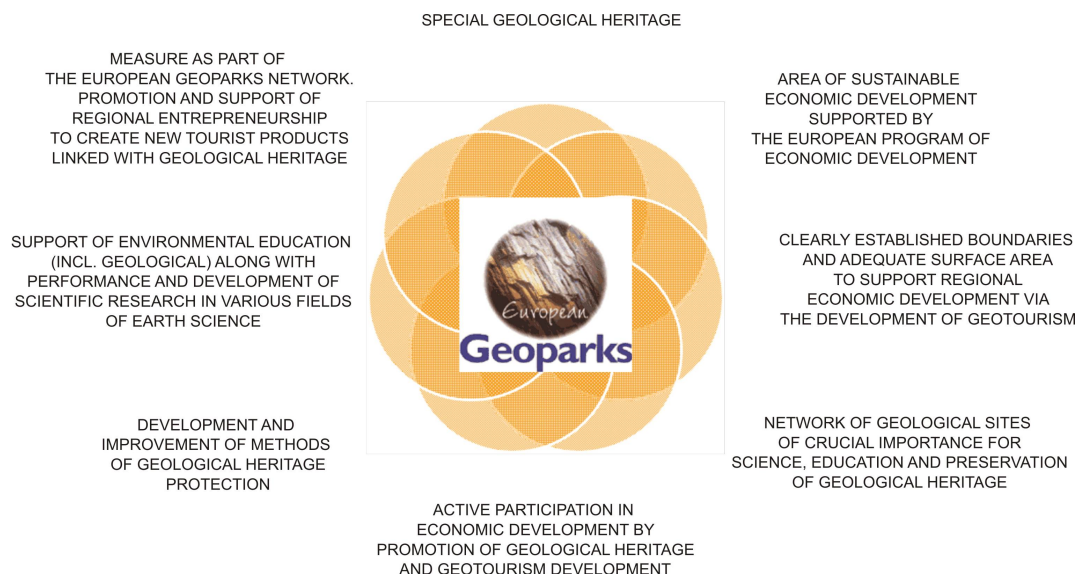 SPECIAL GEOLOGICAL HERITAGE
MEASURE AS PART OF
THE EUROPEAN GEOPARKS NETWORK.
PROMOTION AND SUPPORT OF
REGIONAL ENTREPRENEURSHIP
TO CREATE NEW TOURIST PRODUCTS
LINKED WITH GEOLOGICAL HERITAGE
AREA OF SUSTAINABLE
ECONOMIC DEVELOPMENT
SUPPORTED BY
THE EUROPEAN PROGRAM OF
ECONOMIC DEVELOPMENT
SUPPORT OF ENVIRONMENTAL EDUCATION
(INCL. GEOLOGICAL) ALONG WITH
PERFORMANCE AND DEVELOPMENT OF
SCIENTIFIC RESEARCH IN VARIOUS FIELDS
OF EARTH SCIENCE
European
Geoparks
CLEARLY ESTABLISHED BOUNDARIES
AND ADEQUATE SURFACE AREA
TO SUPPORT REGIONAL
ECONOMIC DEVELOPMENT VIA
THE DEVELOPMENT OF GEOTOURISM
DEVELOPMENT AND
IMPROVEMENT OF METHODS
OF GEOLOGICAL HERITAGE
PROTECTION
NETWORK OF GEOLOGICAL SITES
OF CRUCIAL IMPORTANCE FOR
SCIENCE, EDUCATION AND PRESERVATION
OF GEOLOGICAL HERITAGE
ACTIVE PARTICIPATION IN
ECONOMIC DEVELOPMENT BY
PROMOTION OF GEOLOGICAL HERITAGE
AND GEOTOURISM DEVELOPMENT